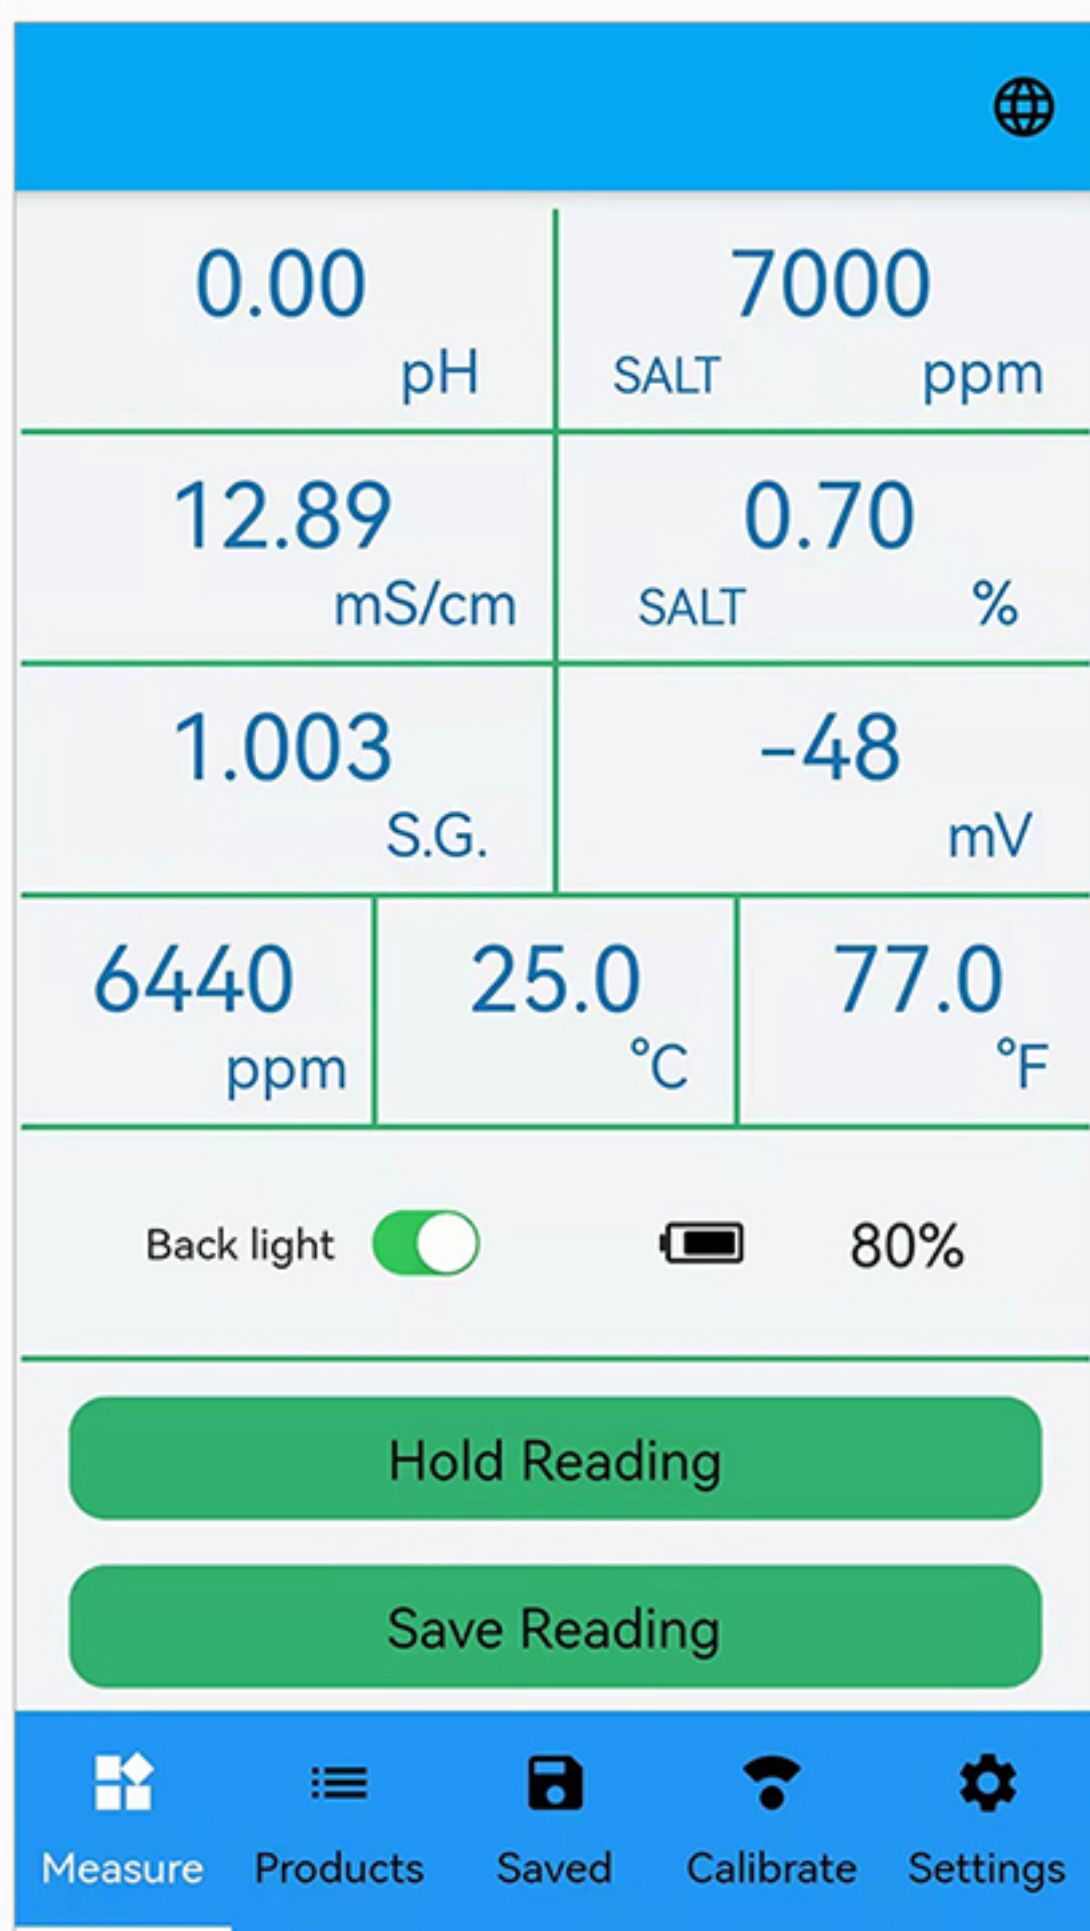 0.00
pH
7000
SALT ppm
12.89
mS/cm
0.70
SALT %
1.003
S.G.
-48
mV
6440
ppm
25.0
°C
77.0
°F
Back light 80%
Hold Reading
Save Reading
Measure Products Saved Calibrate Settings